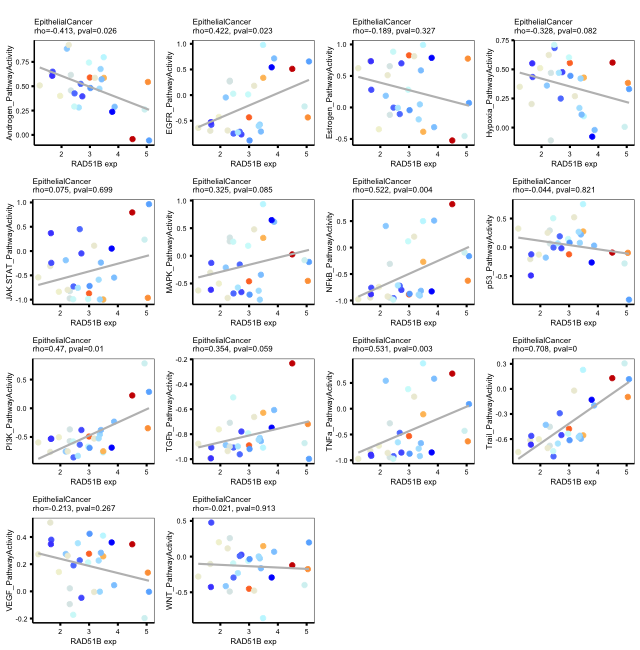 EpithelialCancer
rho=-0.413, pval=0.026
Androgen_PathwayActivity
0.75
0.50
0.25
0.00
2 3 4 5
RAD51B exp
EpithelialCancer
rho=0.422, pval=0.023
EGFR_PathwayActivity
1.0
0.5
0.0
-0.5
2 3 4 5
RAD51B exp
EpithelialCancer
rho=-0.189, pval=0.327
Estrogen_PathwayActivity
1.0
0.5
0.0
-0.5
2 3 4 5
RAD51B exp
EpithelialCancer
rho=-0.328, pval=0.082
Hypoxia_PathwayActivity
0.75
0.50
0.25
0.00
2 3 4 5
RAD51B exp
EpithelialCancer
rho=0.075, pval=0.699
JAK-STAT_PathwayActivity
1.0
0.5
0.0
-0.5
-1.0
2 3 4 5
RAD51B exp
EpithelialCancer
rho=0.325, pval=0.085
MAPK_PathwayActivity
1.0
0.5
0.0
-0.5
2 3 4 5
RAD51B exp
EpithelialCancer
rho=0.522, pval=0.004
NFkB_PathwayActivity
0.5
0.0
-0.5
-1.0
2 3 4 5
RAD51B exp
EpithelialCancer
rho=-0.044, pval=0.821
p53_PathwayActivity
0.5
0.0
-0.5
2 3 4 5
RAD51B exp
EpithelialCancer
rho=0.47, pval=0.01
PI3K_PathwayActivity
0.5
0.0
-0.5
2 3 4 5
RAD51B exp
EpithelialCancer
rho=0.354, pval=0.059
TGFb_PathwayActivity
-0.2
-0.4
-0.6
-0.8
-1.0
2 3 4 5
RAD51B exp
EpithelialCancer
rho=0.531, pval=0.003
TNFa_PathwayActivity
0.5
0.0
-0.5
-1.0
2 3 4 5
RAD51B exp
EpithelialCancer
rho=0.708, pval=0
Trail_PathwayActivity
0.3
0.0
-0.3
-0.6
2 3 4 5
RAD51B exp
EpithelialCancer
rho=-0.213, pval=0.267
VEGF_PathwayActivity
0.4
0.2
0.0
-0.2
2 3 4 5
RAD51B exp
EpithelialCancer
rho=-0.021, pval=0.913
WNT_PathwayActivity
0.5
0.0
-0.5
2 3 4 5
RAD51B exp